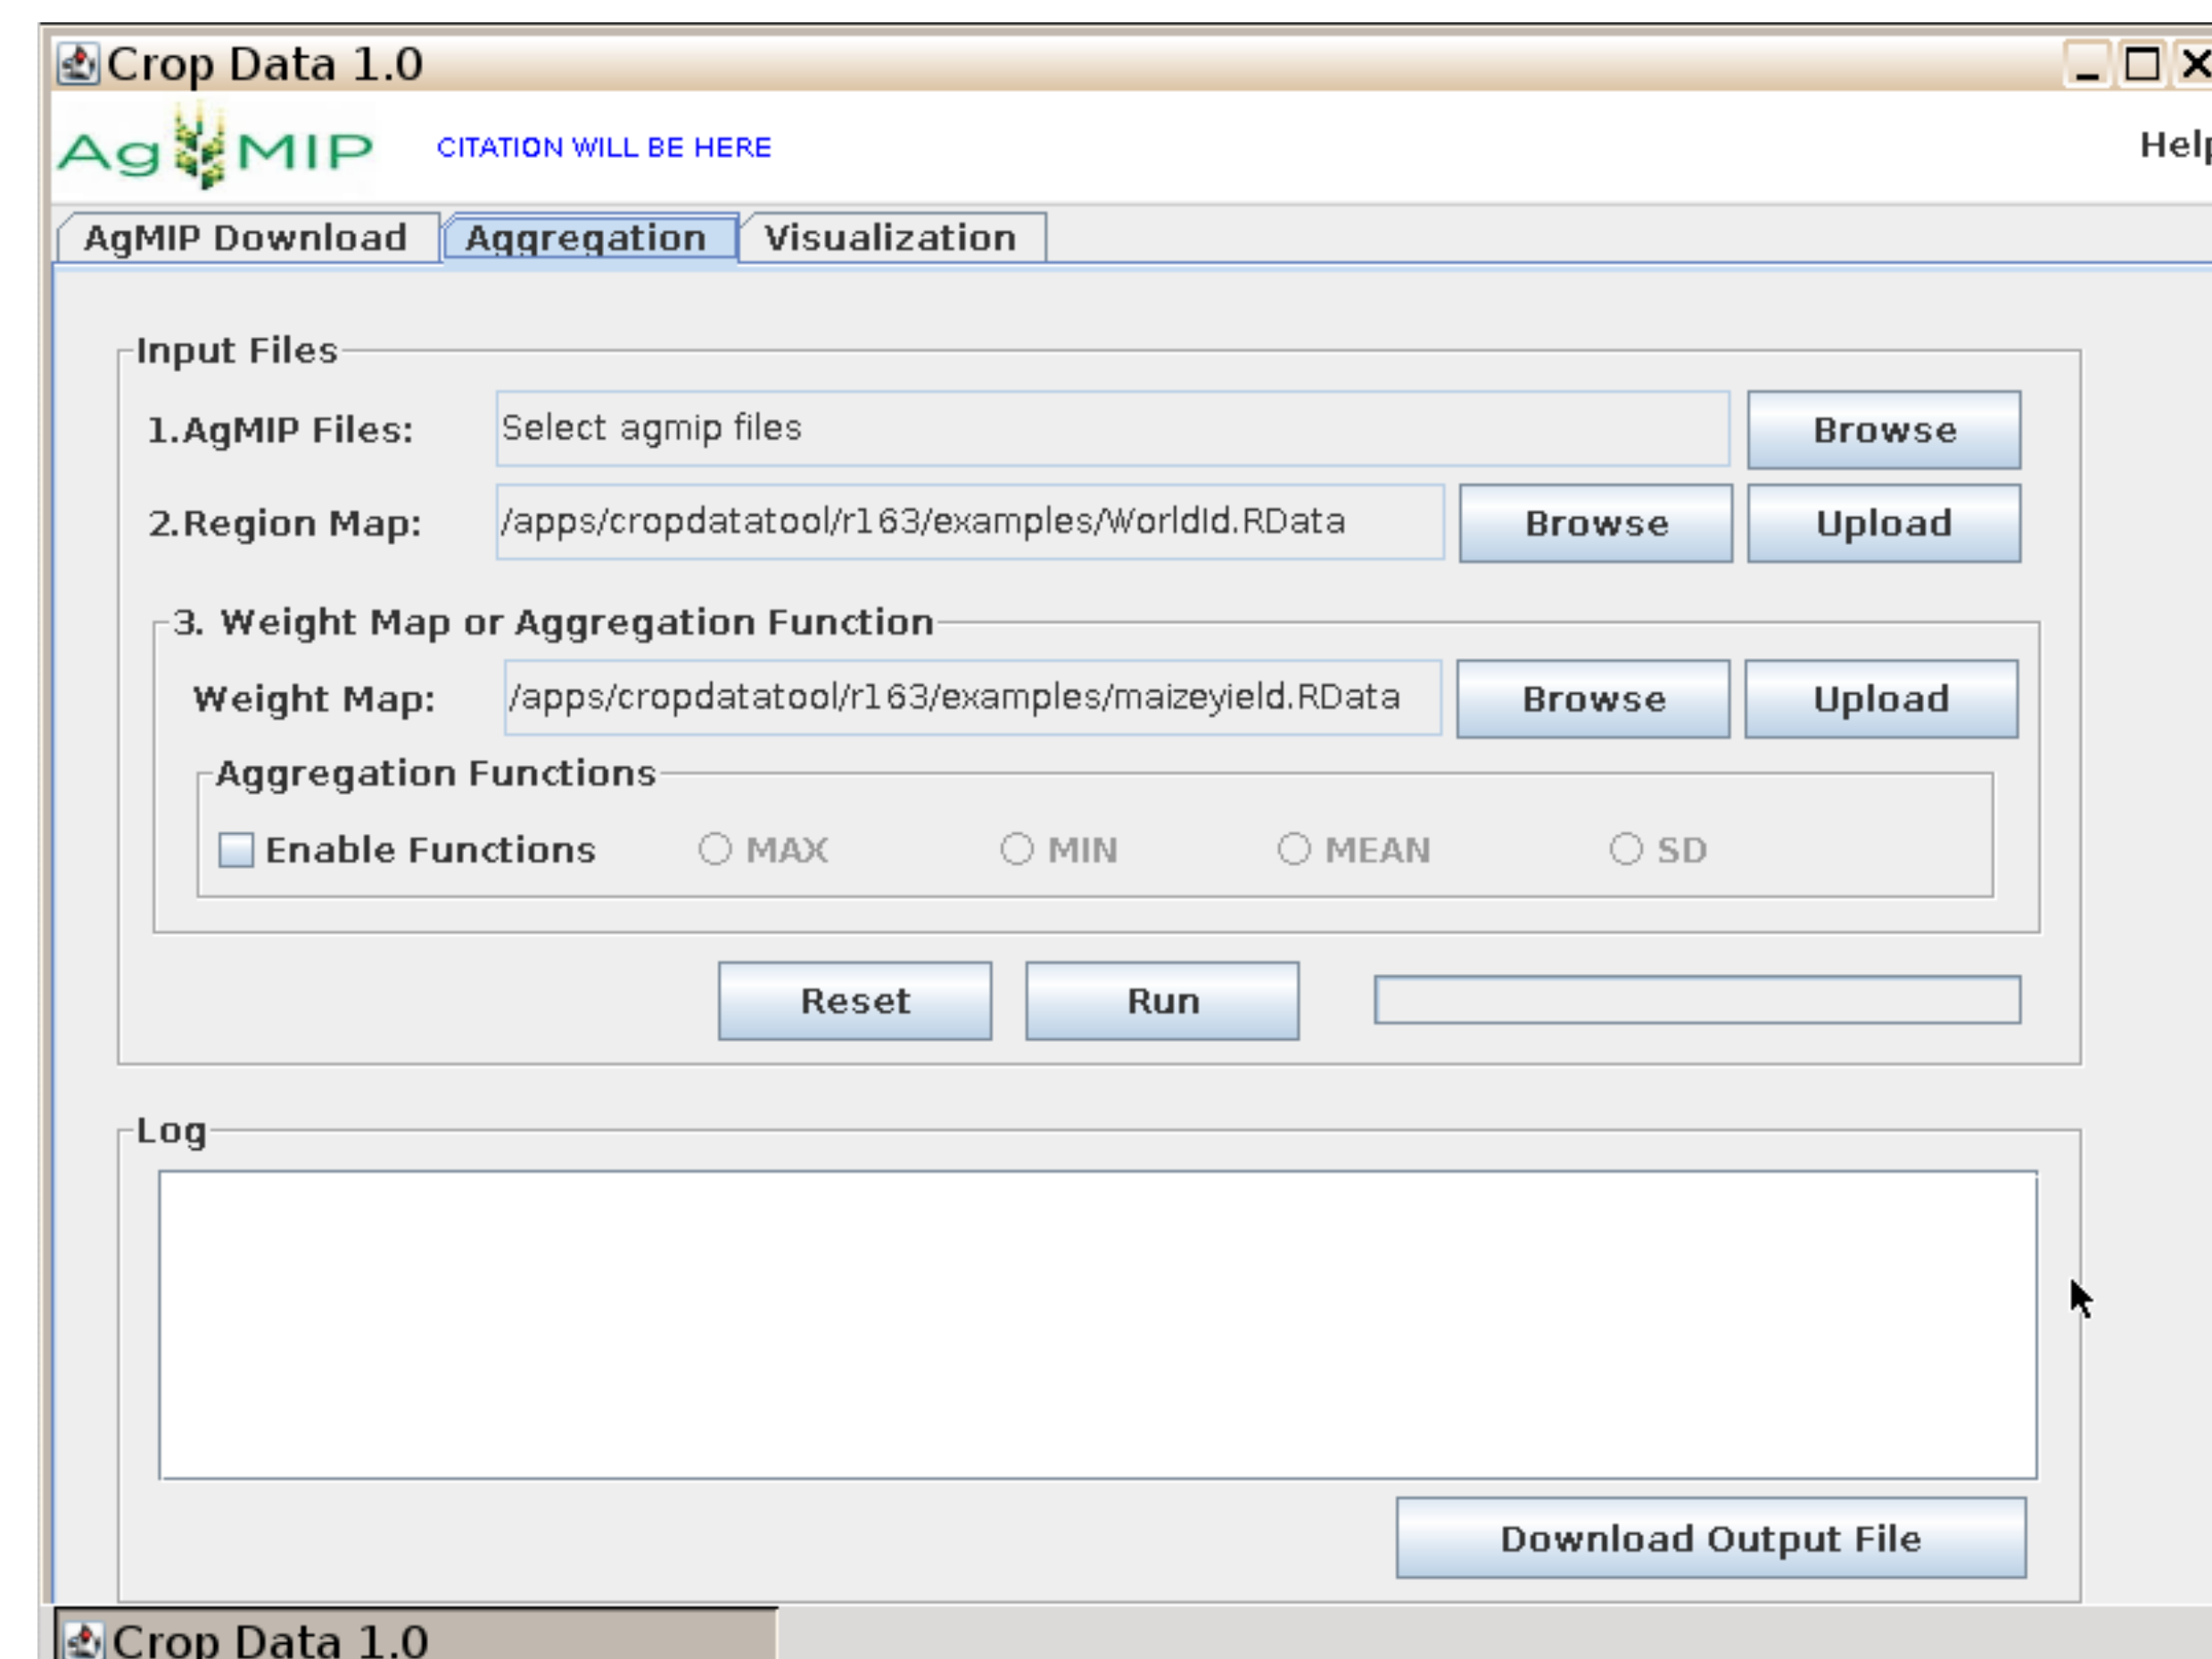 Crop Data 1.0
AgMIP CITATION WILL BE HERE Help
AgMIP Download Aggregation Visualization
Input Files
1.AgMIP Files: Select agmip files Browse
2.Region Map: /apps/cropdatatool/r163/examples/WorldId.RData Browse Upload
3. Weight Map or Aggregation Function
Weight Map: /apps/cropdatatool/r163/examples/maizeyield.RData Browse Upload
Aggregation Functions
Enable Functions MAX MIN MEAN SD
Reset Run
Log
Download Output File
Crop Data 1.0